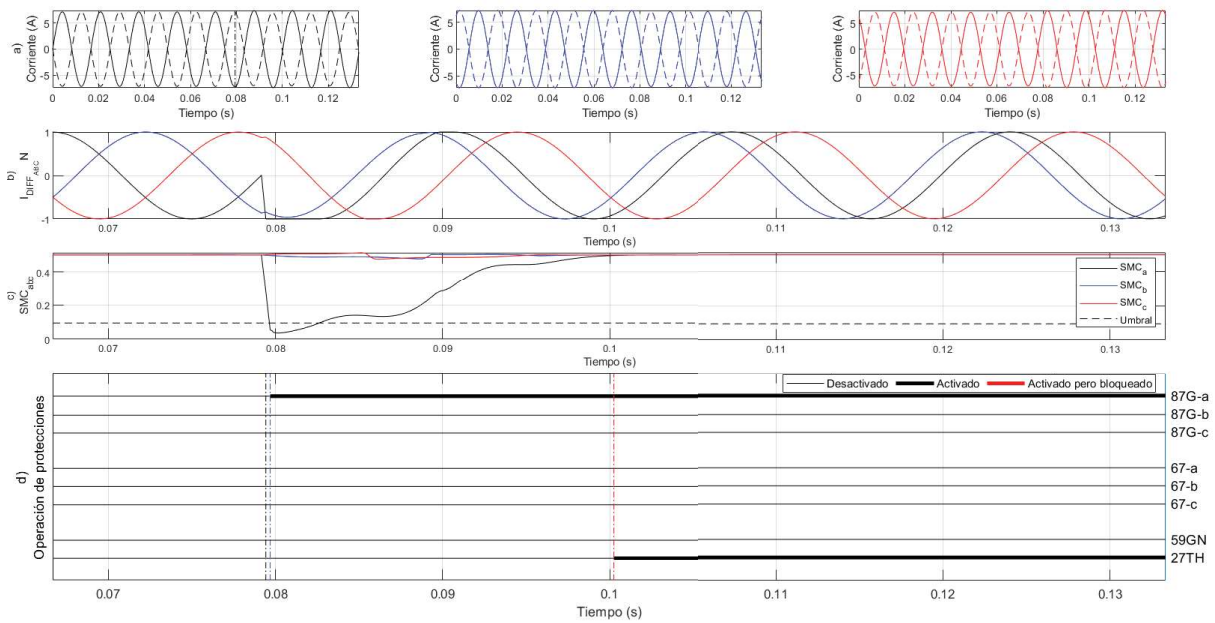 a)
Corriente (A)
5
0
-5
0 0.02 0.04 0.06 0.08 0.1 0.12
Tiempo (s)
Corriente (A)
5
0
-5
0 0.02 0.04 0.06 0.08 0.1 0.12
Tiempo (s)
Corriente (A)
5
0
-5
0 0.02 0.04 0.06 0.08 0.1 0.12
Tiempo (s)
b)
I_DIFF_ABC N
1
0
-1
0.07 0.08 0.09 0.1 0.11 0.12 0.13
Tiempo (s)
c)
SMC_abc
0.4
0.2
0
SMC_a
SMC_b
SMC_c
Umbral
0.07 0.08 0.09 0.1 0.11 0.12 0.13
Tiempo (s)
d)
Operación de protecciones
Desactivado Activado Activado pero bloqueado
87G-a
87G-b
87G-c
67-a
67-b
67-c
59GN
27TH
0.07 0.08 0.09 0.1 0.11 0.12 0.13
Tiempo (s)